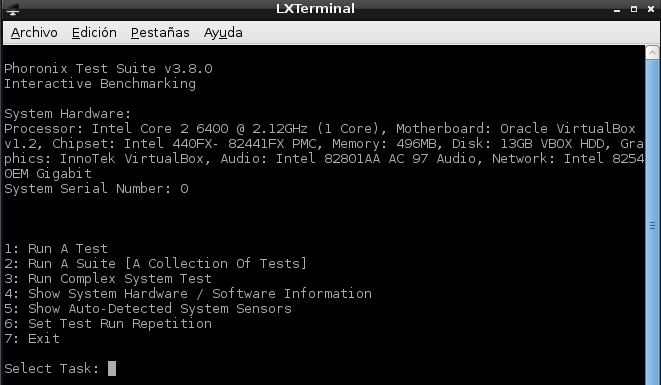 LXTerminal
Archivo Edición Pestañas Ayuda
Phoronix Test Suite v3.8.0
Interactive Benchmarking
System Hardware:
Processor: Intel Core 2 6400 @ 2.12GHz (1 Core), Motherboard: Oracle VirtualBox
v1.2, Chipset: Intel 440FX- 82441FX PMC, Memory: 496MB, Disk: 13GB VBOX HDD, Gra
phics: InnoTek VirtualBox, Audio: Intel 82801AA AC 97 Audio, Network: Intel 8254
0EM Gigabit
System Serial Number: 0
1: Run A Test
2: Run A Suite [A Collection Of Tests]
3: Run Complex System Test
4: Show System Hardware / Software Information
5: Show Auto-Detected System Sensors
6: Set Test Run Repetition
7: Exit
Select Task: